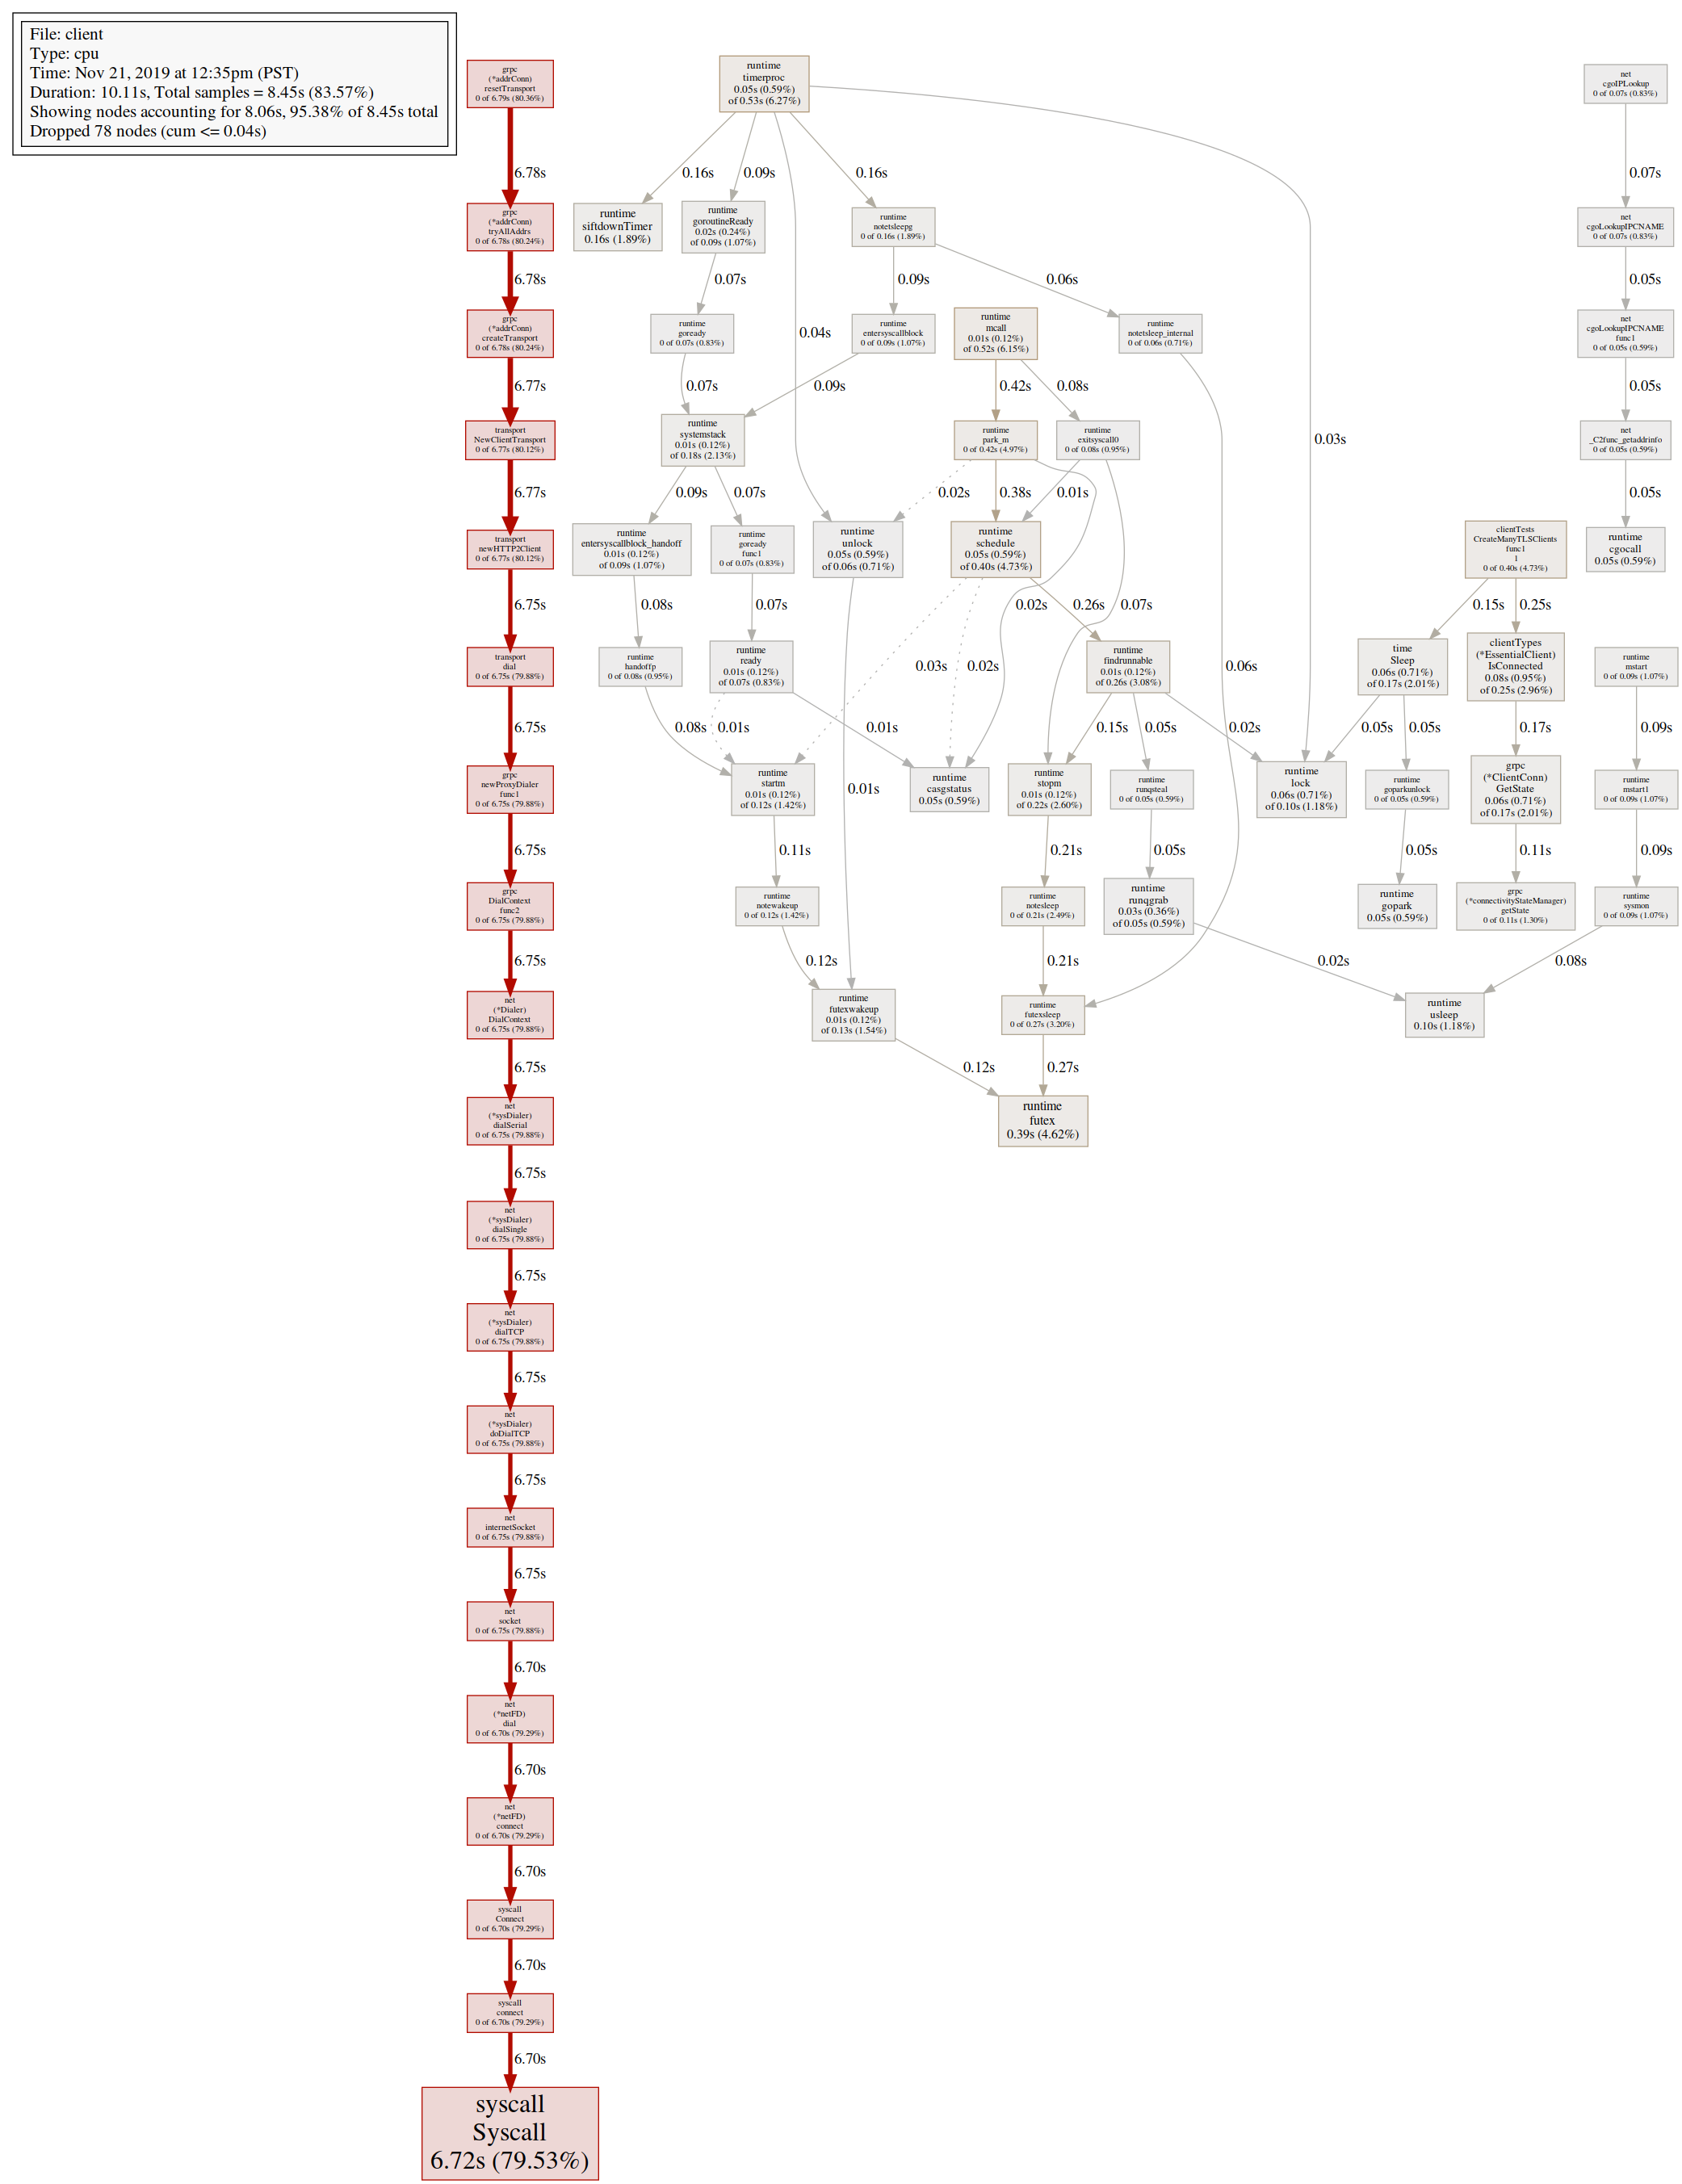 File: client
Type: cpu
Time: Nov 21, 2019 at 12:35pm (PST)
Duration: 10.11s, Total samples = 8.45s (83.57%)
Showing nodes accounting for 8.06s, 95.38% of 8.45s total
Dropped 78 nodes (cum <= 0.04s)
grpc
(*addrConn)
resetTransport
0 of 6.79s (80.36%)
6.78s
grpc
(*addrConn)
tryAllAddrs
0 of 6.78s (80.24%)
6.78s
grpc
(*addrConn)
createTransport
0 of 6.78s (80.24%)
6.77s
transport
NewClientTransport
0 of 6.77s (80.12%)
6.77s
transport
newHTTP2Client
0 of 6.77s (80.12%)
6.75s
transport
dial
0 of 6.75s (79.88%)
6.75s
grpc
newProxyDialer
func1
0 of 6.75s (79.88%)
6.75s
grpc
DialContext
func2
0 of 6.75s (79.88%)
6.75s
net
(*Dialer)
DialContext
0 of 6.75s (79.88%)
6.75s
net
(*sysDialer)
dialSerial
0 of 6.75s (79.88%)
6.75s
net
(*sysDialer)
dialSingle
0 of 6.75s (79.88%)
6.75s
net
(*sysDialer)
dialTCP
0 of 6.75s (79.88%)
6.75s
net
(*sysDialer)
doDialTCP
0 of 6.75s (79.88%)
6.75s
net
internetSocket
0 of 6.75s (79.88%)
6.75s
net
socket
0 of 6.75s (79.88%)
6.70s
net
(*netFD)
dial
0 of 6.70s (79.29%)
6.70s
net
(*netFD)
connect
0 of 6.70s (79.29%)
6.70s
syscall
Connect
0 of 6.70s (79.29%)
6.70s
syscall
connect
0 of 6.70s (79.29%)
6.70s
syscall
Syscall
6.72s (79.53%)
runtime
timerproc
0.05s (0.59%)
of 0.53s (6.27%)
0.16s
0.09s
0.16s
0.04s
0.03s
runtime
siftdownTimer
0.16s (1.89%)
runtime
goroutineReady
0.02s (0.24%)
of 0.09s (1.07%)
0.07s
runtime
notetsleepg
0 of 0.16s (1.89%)
0.09s
0.06s
runtime
goready
0 of 0.07s (0.83%)
0.07s
runtime
entersyscallblock
0 of 0.09s (1.07%)
0.09s
runtime
mcall
0.01s (0.12%)
of 0.52s (6.15%)
0.42s
0.08s
runtime
notetsleep_internal
0 of 0.06s (0.71%)
0.06s
runtime
systemstack
0.01s (0.12%)
of 0.18s (2.13%)
0.09s
0.07s
runtime
park_m
0 of 0.42s (4.97%)
0.02s
0.38s
0.02s
runtime
exitsyscall0
0 of 0.08s (0.95%)
0.01s
0.07s
runtime
entersyscallblock_handoff
0.01s (0.12%)
of 0.09s (1.07%)
0.08s
runtime
goready
func1
0 of 0.07s (0.83%)
0.07s
runtime
unlock
0.05s (0.59%)
of 0.06s (0.71%)
0.01s
runtime
schedule
0.05s (0.59%)
of 0.40s (4.73%)
0.03s
0.02s
0.26s
runtime
handoffp
0 of 0.08s (0.95%)
0.08s
runtime
ready
0.01s (0.12%)
of 0.07s (0.83%)
0.01s
0.01s
runtime
findrunnable
0.01s (0.12%)
of 0.26s (3.08%)
0.15s
0.05s
0.02s
runtime
startm
0.01s (0.12%)
of 0.12s (1.42%)
0.11s
runtime
casgstatus
0.05s (0.59%)
runtime
stopm
0.01s (0.12%)
of 0.22s (2.60%)
0.21s
runtime
runqsteal
0 of 0.05s (0.59%)
0.05s
runtime
lock
0.06s (0.71%)
of 0.10s (1.18%)
runtime
notewakeup
0 of 0.12s (1.42%)
0.12s
runtime
notesleep
0 of 0.21s (2.49%)
0.21s
runtime
runqgrab
0.03s (0.36%)
of 0.05s (0.59%)
0.02s
runtime
futexwakeup
0.01s (0.12%)
of 0.13s (1.54%)
0.12s
runtime
futexsleep
0 of 0.27s (3.20%)
0.27s
runtime
futex
0.39s (4.62%)
net
cgoIPLookup
0 of 0.07s (0.83%)
0.07s
net
cgoLookupIPCNAME
0 of 0.07s (0.83%)
0.05s
net
cgoLookupIPCNAME
func1
0 of 0.05s (0.59%)
0.05s
net
_C2func_getaddrinfo
0 of 0.05s (0.59%)
0.05s
runtime
cgocall
0.05s (0.59%)
clientTests
CreateManyTLSClients
func1
1
0 of 0.40s (4.73%)
0.15s
0.25s
time
Sleep
0.06s (0.71%)
of 0.17s (2.01%)
0.05s
0.05s
clientTypes
(*EssentialClient)
IsConnected
0.08s (0.95%)
of 0.25s (2.96%)
0.17s
runtime
goparkunlock
0 of 0.05s (0.59%)
0.05s
grpc
(*ClientConn)
GetState
0.06s (0.71%)
of 0.17s (2.01%)
0.11s
runtime
gopark
0.05s (0.59%)
grpc
(*connectivityStateManager)
getState
0 of 0.11s (1.30%)
runtime
mstart
0 of 0.09s (1.07%)
0.09s
runtime
mstart1
0 of 0.09s (1.07%)
0.09s
runtime
sysmon
0 of 0.09s (1.07%)
0.08s
runtime
usleep
0.10s (1.18%)